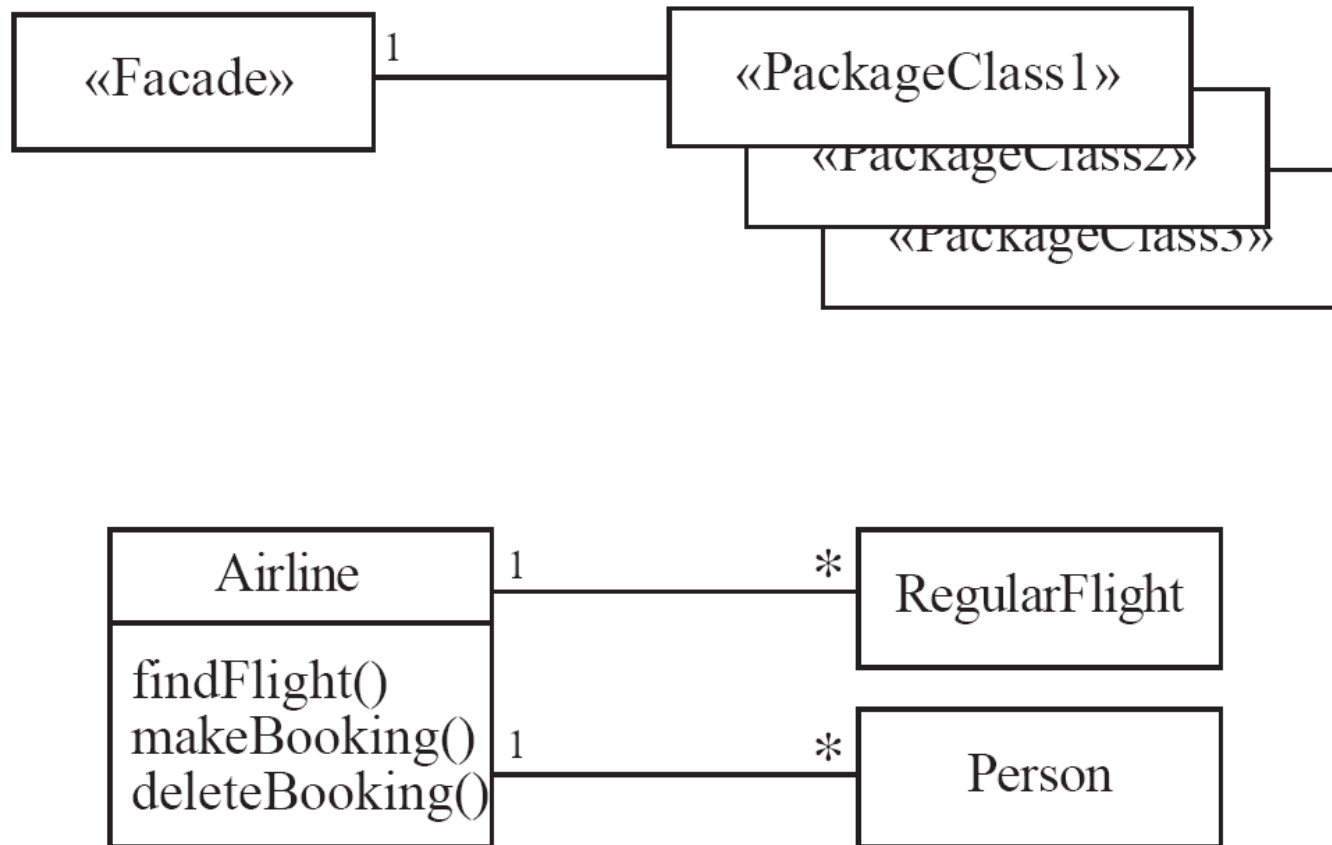 «Facade»
1
«PackageClass1»
«PackageClass2»
«PackageClass3»
Airline
1
*
RegularFlight
findFlight()
makeBooking()
deleteBooking()
1
*
Person